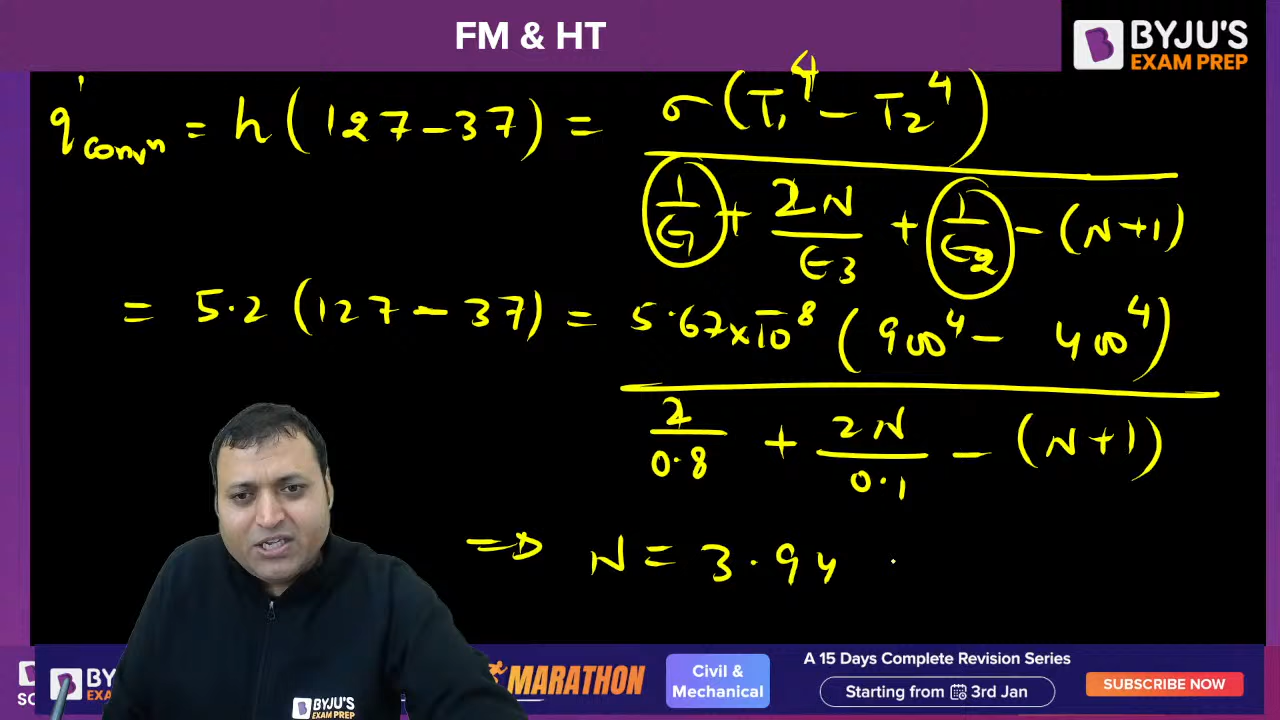 FM & HT
BYJU'S
EXAM PREP
q'convⁿ = h(127-37) = σ(T₁⁴ - T₂⁴) / (1/ϵ₁ + 2N/ϵ₃ + 1/ϵ₂ - (N+1))
= 5.2 (127-37) = 5.67×10⁻⁸ (900⁴ - 400⁴) / (2/0.8 + 2N/0.1 - (N+1))
⇒ N = 3.94
BYJU'S
EXAM PREP
MARATHON
Civil &
Mechanical
A 15 Days Complete Revision Series
Starting from 3rd Jan
SUBSCRIBE NOW